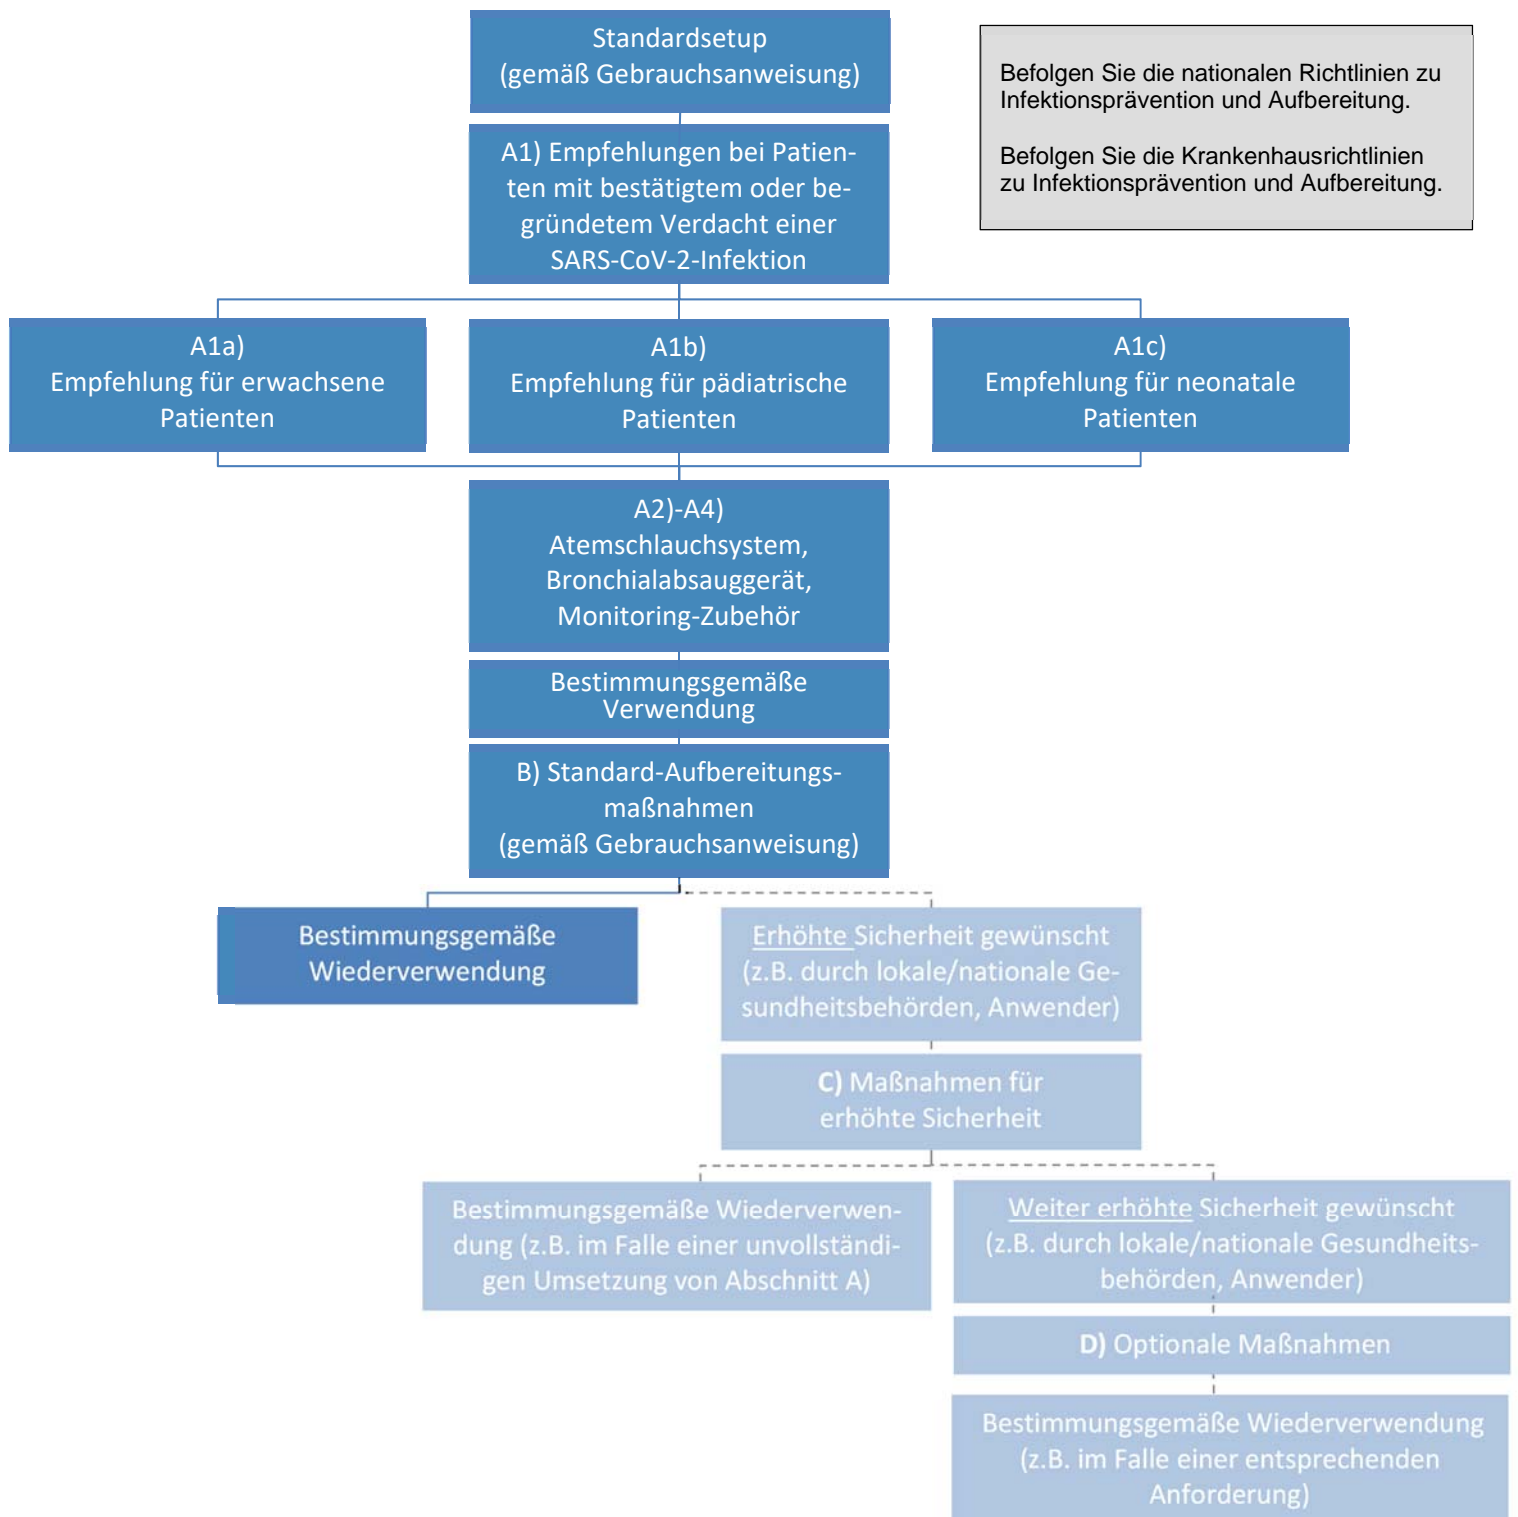 Standardsetup
(gemäß Gebrauchsanweisung)
Befolgen Sie die nationalen Richtlinien zu
Infektionsprävention und Aufbereitung.
Befolgen Sie die Krankenhausrichtlinien
zu Infektionsprävention und Aufbereitung.
A1) Empfehlungen bei Patien-
ten mit bestätigtem oder be-
gründetem Verdacht einer
SARS-CoV-2-Infektion
A1a)
Empfehlung für erwachsene
Patienten
A1b)
Empfehlung für pädiatrische
Patienten
A1c)
Empfehlung für neonatale
Patienten
A2)-A4)
Atemschlauchsystem,
Bronchialabsauggerät,
Monitoring-Zubehör
Bestimmungsgemäße
Verwendung
B) Standard-Aufbereitungs-
maßnahmen
(gemäß Gebrauchsanweisung)
Bestimmungsgemäße
Wiederverwendung
Erhöhte Sicherheit gewünscht
(z.B. durch lokale/nationale Ge-
sundheitsbehörden, Anwender)
C) Maßnahmen für
erhöhte Sicherheit
Bestimmungsgemäße Wiederverwen-
dung (z.B. im Falle einer unvollständi-
gen Umsetzung von Abschnitt A)
Weiter erhöhte Sicherheit gewünscht
(z.B. durch lokale/nationale Gesundheits-
behörden, Anwender)
D) Optionale Maßnahmen
Bestimmungsgemäße Wiederverwendung
(z.B. im Falle einer entsprechenden
Anforderung)